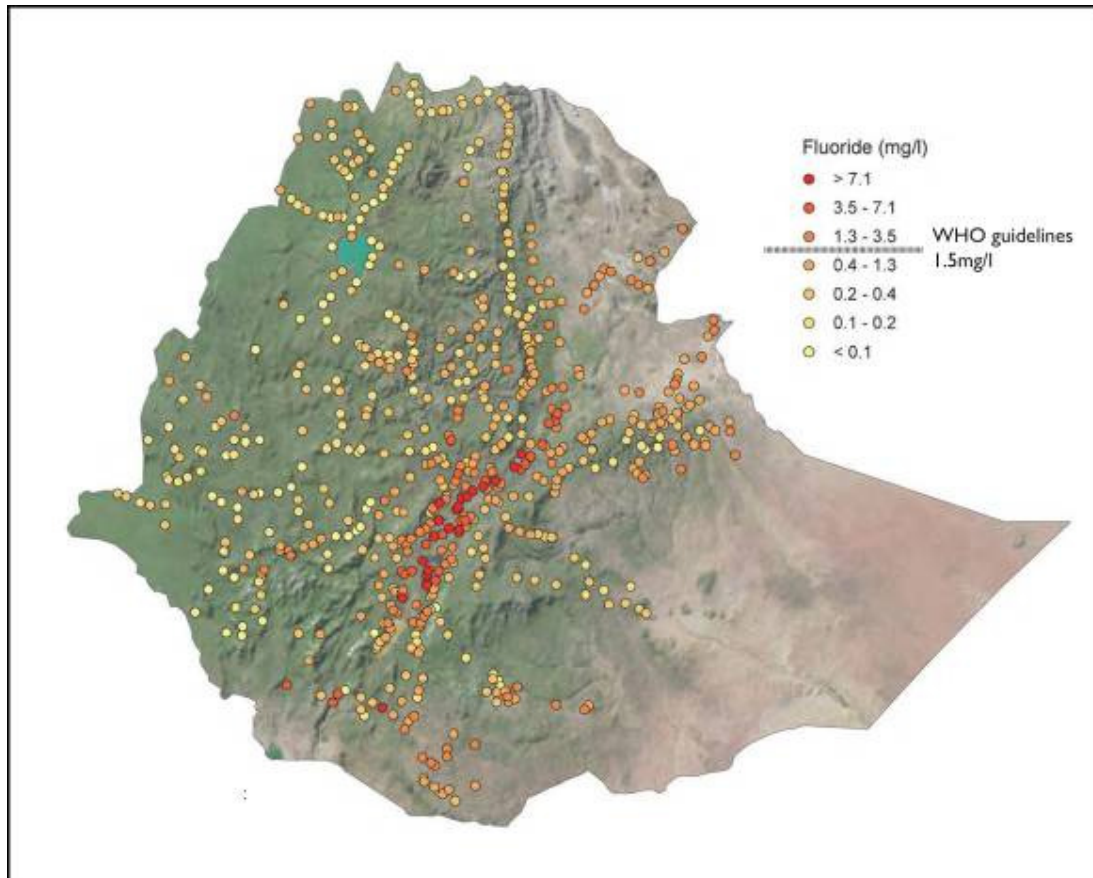 Fluoride (mg/l)
> 7.1
3.5 - 7.1
1.3 - 3.5
WHO guidelines
1.5mg/l
0.4 - 1.3
0.2 - 0.4
0.1 - 0.2
< 0.1
: